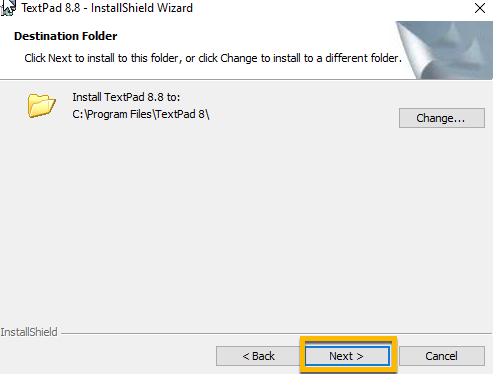 TextPad 8.8 - InstallShield Wizard
Destination Folder
Click Next to install to this folder, or click Change to install to a different folder.
Install TextPad 8.8 to:
C:\Program Files\TextPad 8\
Change...
InstallShield
< Back
Next >
Cancel